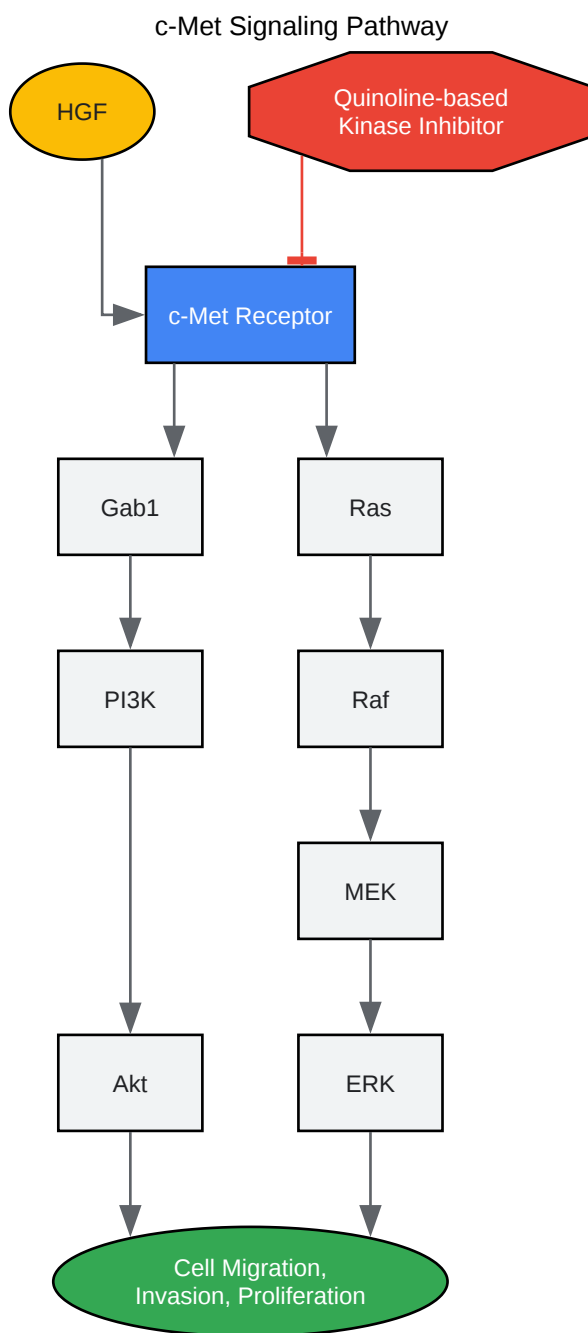 c-Met Signaling Pathway
HGF
Quinoline-based
Kinase Inhibitor
c-Met Receptor
Gab1
Ras
PI3K
Raf
MEK
Akt
ERK
Cell Migration,
Invasion, Proliferation